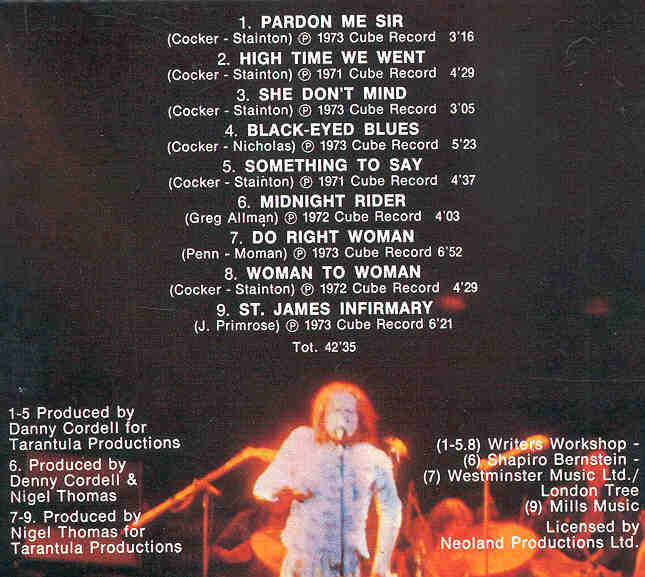 1. PARDON ME SIR
(Cocker - Stainton) ℗ 1973 Cube Record 3'16
2. HIGH TIME WE WENT
(Cocker - Stainton) ℗ 1971 Cube Record 4'29
3. SHE DON'T MIND
(Cocker - Stainton) ℗ 1973 Cube Record 3'05
4. BLACK-EYED BLUES
(Cocker - Nicholas) ℗ 1973 Cube Record 5'23
5. SOMETHING TO SAY
(Cocker - Stainton) ℗ 1971 Cube Record 4'37
6. MIDNIGHT RIDER
(Greg Allman) ℗ 1972 Cube Record 4'03
7. DO RIGHT WOMAN
(Penn - Moman) ℗ 1973 Cube Record 6'52
8. WOMAN TO WOMAN
(Cocker - Stainton) ℗ 1972 Cube Record 4'29
9. ST. JAMES INFIRMARY
(J. Primrose) ℗ 1973 Cube Record 6'21
Tot. 42'35
1-5 Produced by
Danny Cordell for
Tarantula Productions
6. Produced by
Denny Cordell &
Nigel Thomas
7-9. Produced by
Nigel Thomas for
Tarantula Productions
(1-5.8) Writers Workshop -
(6) Shapiro Bernstein -
(7) Westminster Music Ltd./
London Tree
(9) Mills Music
Licensed by
Neoland Productions Ltd.